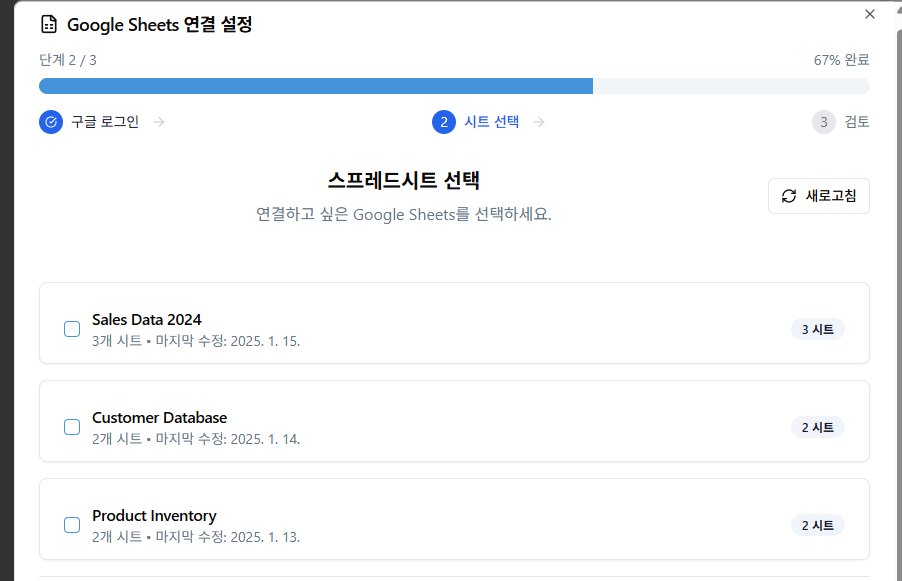 Google Sheets 연결 설정
단계 2 / 3
67% 완료
구글 로그인
2 시트 선택
3 검토
스프레드시트 선택
연결하고 싶은 Google Sheets를 선택하세요.
새로고침
Sales Data 2024
3개 시트 • 마지막 수정: 2025. 1. 15.
3 시트
Customer Database
2개 시트 • 마지막 수정: 2025. 1. 14.
2 시트
Product Inventory
2개 시트 • 마지막 수정: 2025. 1. 13.
2 시트